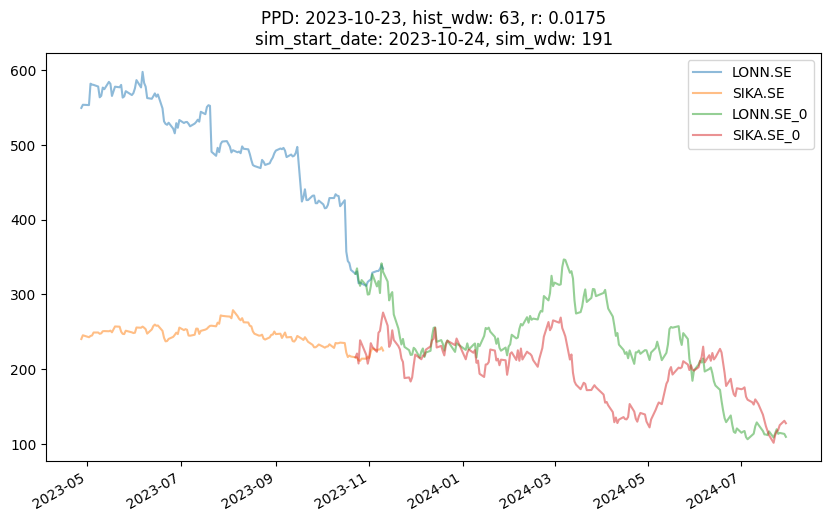 PPD: 2023-10-23, hist_wdw: 63, r: 0.0175
sim_start_date: 2023-10-24, sim_wdw: 191
LONN.SE
SIKA.SE
LONN.SE_0
SIKA.SE_0
600
500
400
300
200
100
2023-05
2023-07
2023-09
2023-11
2024-01
2024-03
2024-05
2024-07